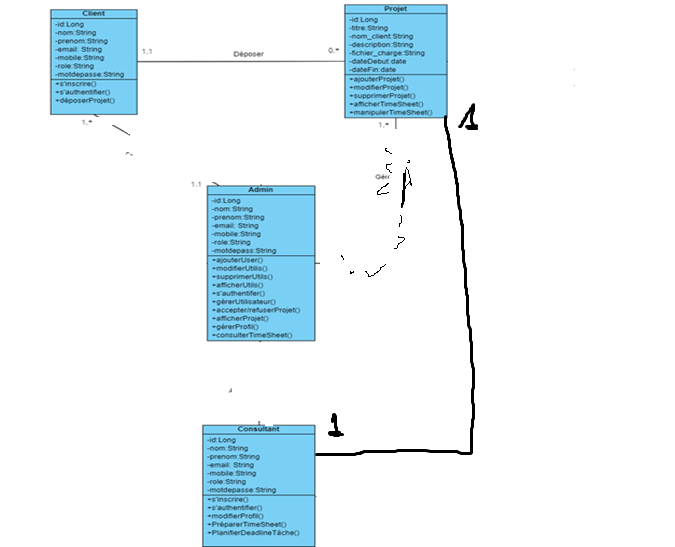 Client
-id:Long
-nom:String
-prenom:String
-email: String
-mobile:String
-role:String
-motdepasse:String
+s'inscrire()
+s'authentifier()
+déposerProjet()
1,1
Déposer
0,*
Projet
-id:Long
-titre:String
-nom_client:String
-description:String
-fichier_charge:String
-dateDebut:date
-dateFin:date
+ajouterProjet()
+modifierProjet()
+supprimerProjet()
+afficherTimeSheet()
+manipulerTimeSheet()
1,*
1,*
1
Gérr
1,1
Admin
-id:Long
-nom:String
-prenom:String
-email: String
-mobile:String
-role:String
-motdepass:String
+ajouterUser()
+modifierUtilis()
+supprimerUtils()
+afficherUtils()
+s'authentifer()
+gérerUtilisateur()
+accepter/refuserProjet()
+afficherProjet()
+gérerProfil()
+consulterTimeSheet()
1
Consultant
-id:Long
-nom:String
-prenom:String
-email: String
-mobile:String
-role:String
-motdepasse:String
+s'inscrire()
+s'authentifier()
+modifierProfil()
+PréparerTimeSheet()
+PlanifierDeadlineTâche()